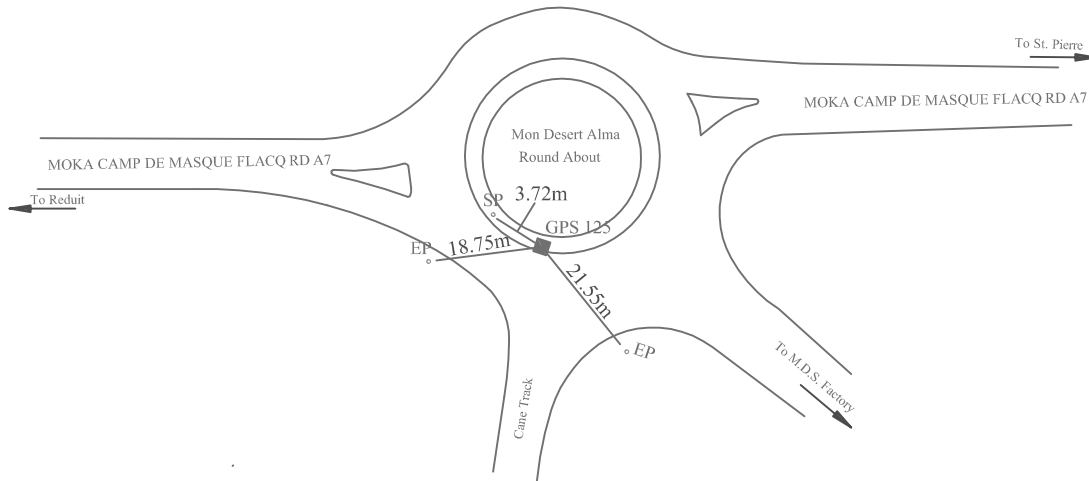 To St. Pierre
MOKA CAMP DE MASQUE FLACQ RD A7
Mon Desert Alma
Round About
MOKA CAMP DE MASQUE FLACQ RD A7
To Reduit
SP
3.72m
GPS 125
EP
18.75m
21.55m
EP
To M.D.S. Factory
Cane Track